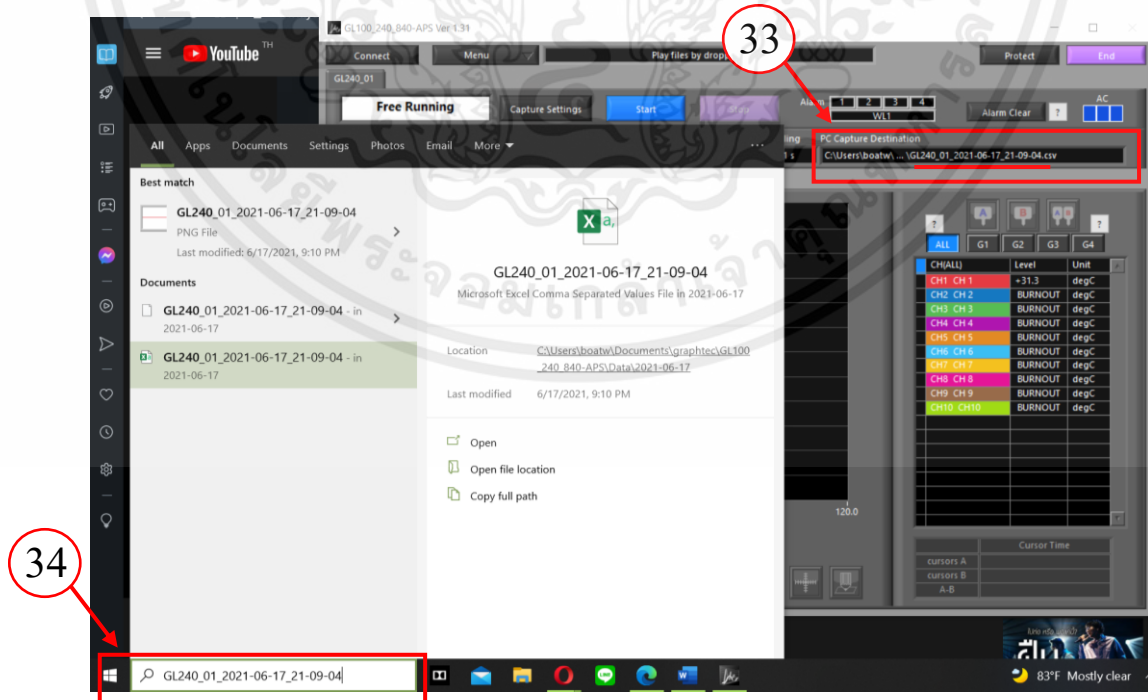 GL100_240_840-APS Ver 1.31
33
YouTube TH
Connect
Menu
Play files by dropp
Protect
End
GL240_01
Free Running
Capture Settings
Start
Alarm 1 2 3 4
WL1
Alarm Clear
?
AC
All Apps Documents Settings Photos Email More
ling
1 s
PC Capture Destination
C:\Users\boatw\ ... \GL240_01_2021-06-17_21-09-04.csv
Best match
GL240_01_2021-06-17_21-09-04
PNG File
Last modified: 6/17/2021, 9:10 PM
Documents
GL240_01_2021-06-17_21-09-04 - in
2021-06-17
GL240_01_2021-06-17_21-09-04 - in
2021-06-17
X a,
GL240_01_2021-06-17_21-09-04
Microsoft Excel Comma Separated Values File in 2021-06-17
Location C:\Users\boatw\Documents\graphtec\GL100
_240_840-APS\Data\2021-06-17
Last modified 6/17/2021, 9:10 PM
Open
Open file location
Copy full path
? A B A B ?
ALL G1 G2 G3 G4
CH(ALL) Level Unit
CH1 CH 1 +31.3 degC
CH2 CH 2 BURNOUT degC
CH3 CH 3 BURNOUT degC
CH4 CH 4 BURNOUT degC
CH5 CH 5 BURNOUT degC
CH6 CH 6 BURNOUT degC
CH7 CH 7 BURNOUT degC
CH8 CH 8 BURNOUT degC
CH9 CH 9 BURNOUT degC
CH10 CH10 BURNOUT degC
120.0
Cursor Time
cursors A
cursors B
A-B
34
GL240_01_2021-06-17_21-09-04
83°F Mostly clear